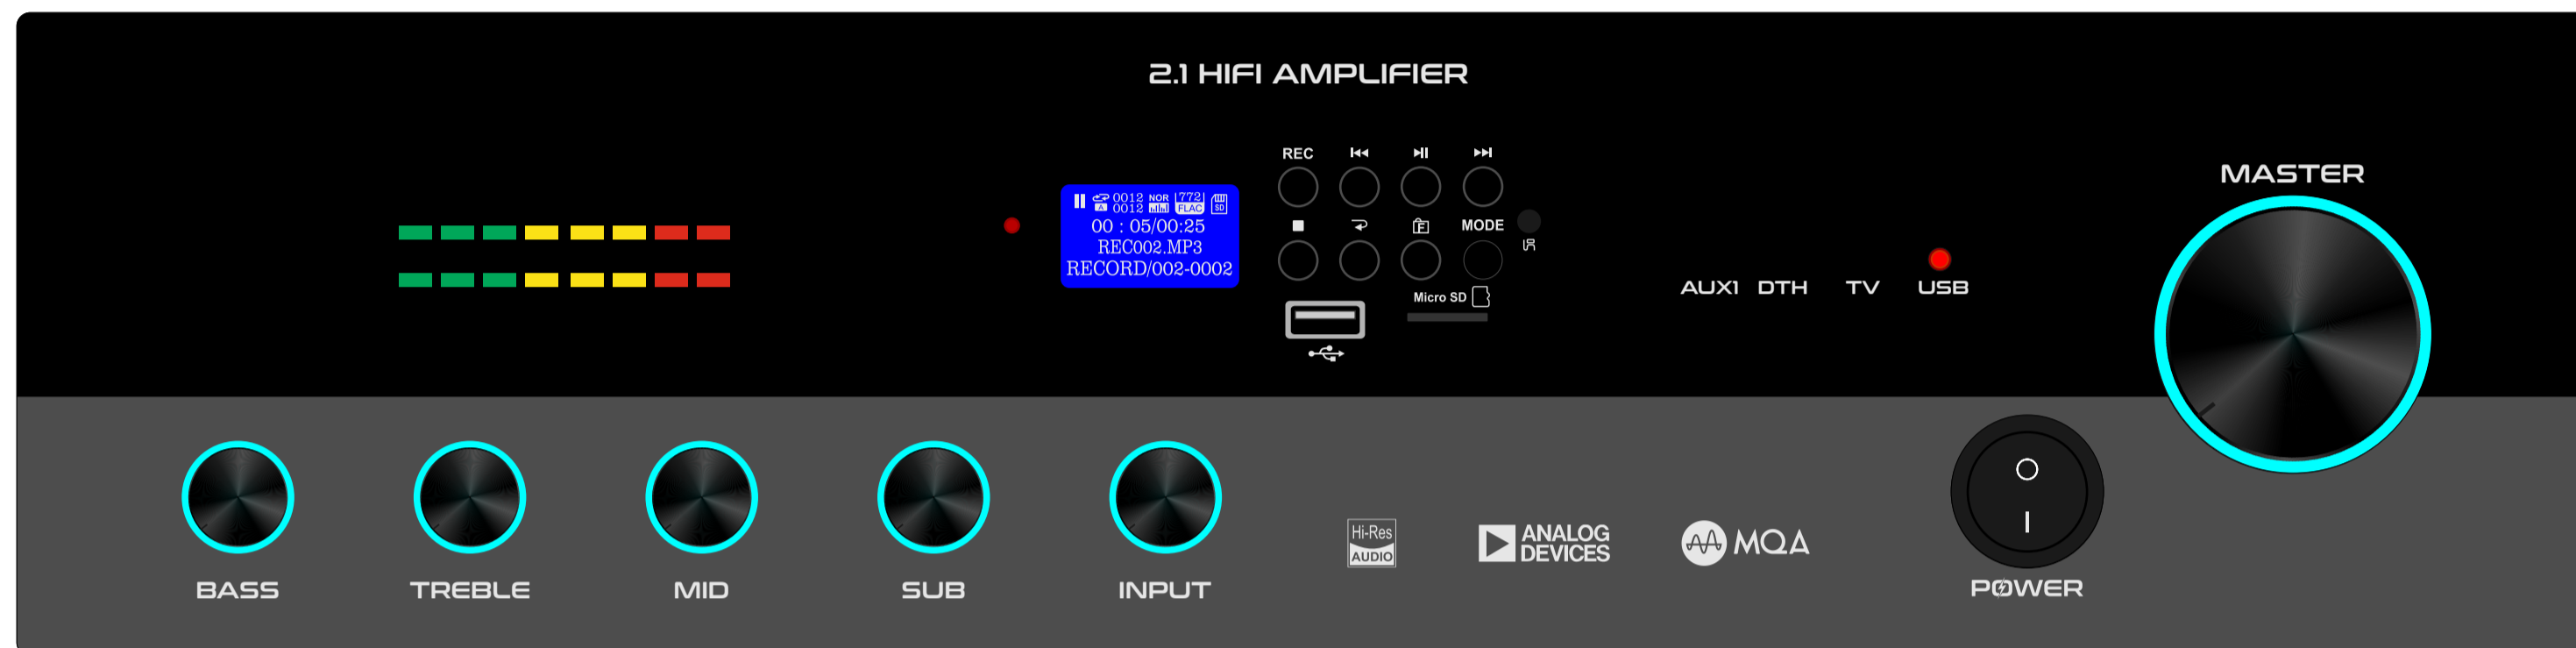 2.1 HIFI AMPLIFIER
REC
MASTER
0012 NOR 772
A 0012 FLAC SD
00 : 05/00:25
REC002.MP3
RECORD/002-0002
F MODE
Micro SD
AUX1 DTH TV USB
Hi-Res
AUDIO
ANALOG
DEVICES
MQA
BASS TREBLE MID SUB INPUT
POWER